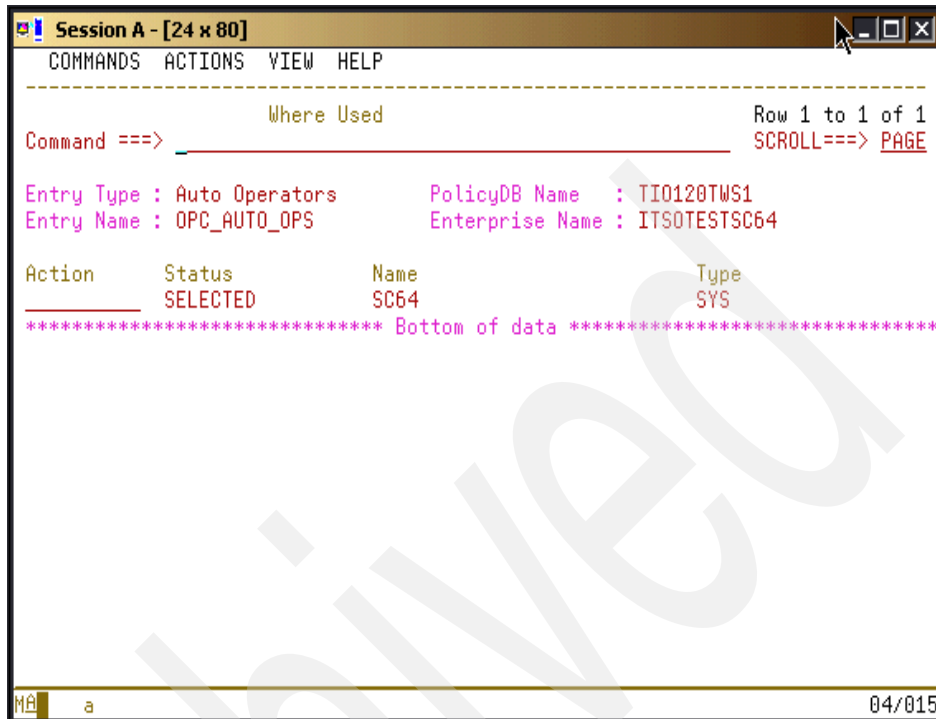 Session A - [24 x 80]
COMMANDS ACTIONS VIEW HELP
--------------------------------------------------------------------------
Where Used Row 1 to 1 of 1
Command ===> SCROLL===> PAGE
Entry Type : Auto Operators PolicyDB Name : TIO120TWS1
Entry Name : OPC_AUTO_OPS Enterprise Name : ITSOTESTSC64
Action Status Name Type
SELECTED SC64 SYS
******************************* Bottom of data ********************************
MA a 04/015
hived